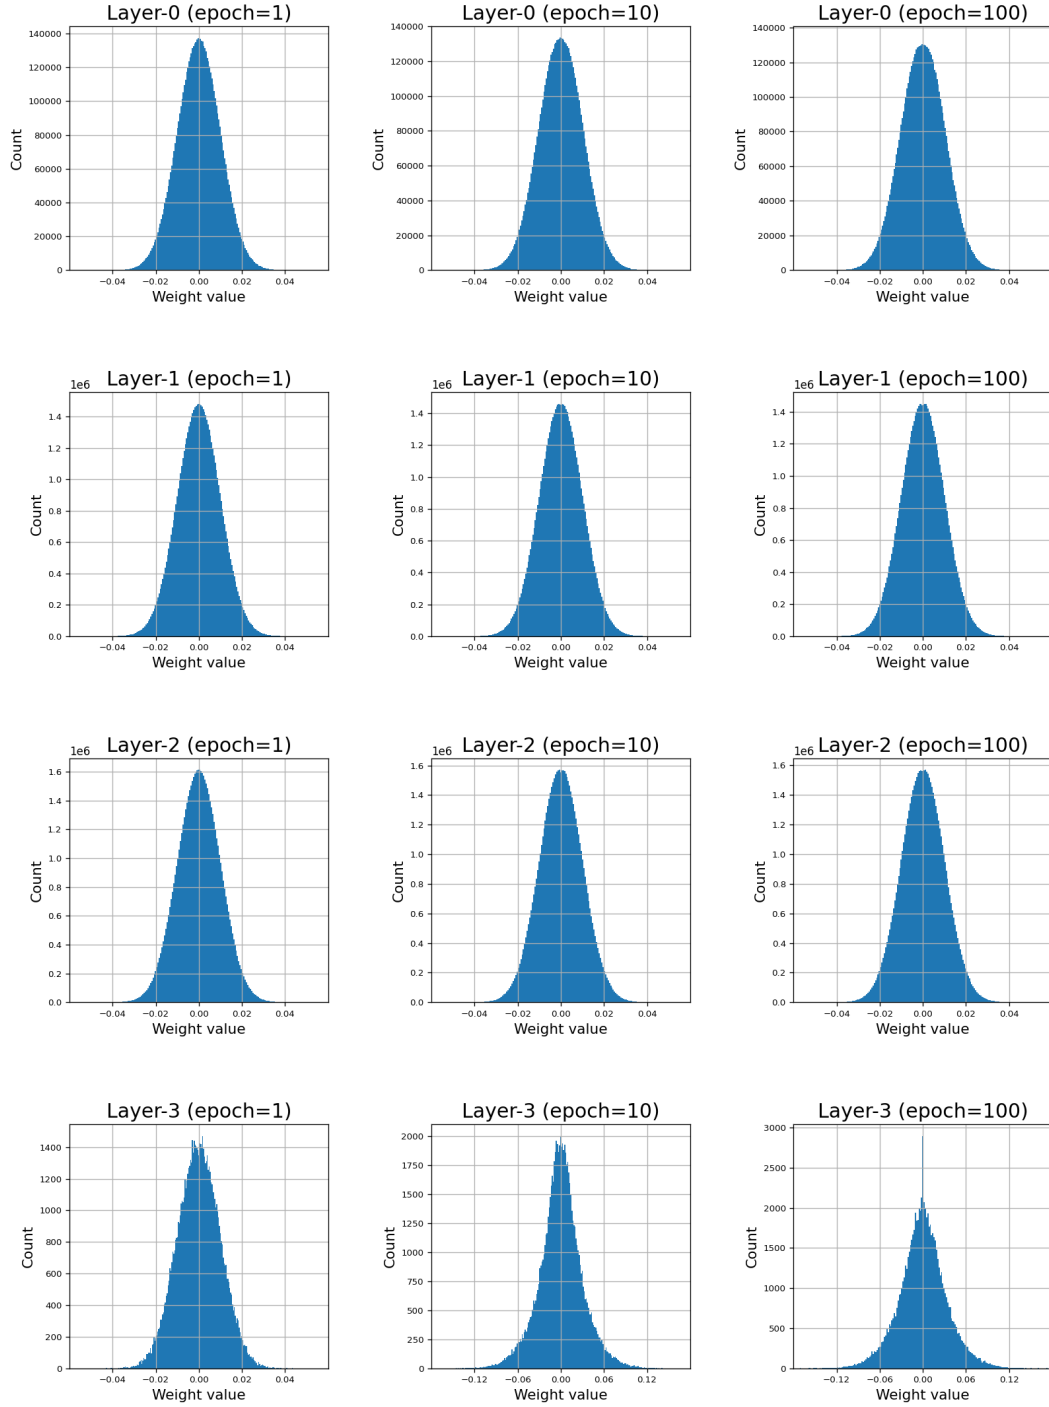 Layer-0 (epoch=1)
Count
140000
120000
100000
80000
60000
40000
20000
0
−0.04 −0.02 0.00 0.02 0.04
Weight value
Layer-0 (epoch=10)
Count
140000
120000
100000
80000
60000
40000
20000
0
−0.04 −0.02 0.00 0.02 0.04
Weight value
Layer-0 (epoch=100)
Count
140000
120000
100000
80000
60000
40000
20000
0
−0.06 −0.02 0.00 0.02 0.04
Weight value
Layer-1 (epoch=1)
1e6
Count
1.4
1.2
1.0
0.8
0.6
0.4
0.2
0.0
−0.04 −0.02 0.00 0.02 0.04
Weight value
Layer-1 (epoch=10)
1e6
Count
1.4
1.2
1.0
0.8
0.6
0.4
0.2
0.0
−0.04 −0.02 0.00 0.02 0.04
Weight value
Layer-1 (epoch=100)
1e6
Count
1.4
1.2
1.0
0.8
0.6
0.4
0.2
0.0
−0.04 −0.02 0.00 0.02 0.04
Weight value
Layer-2 (epoch=1)
1e6
Count
1.6
1.4
1.2
1.0
0.8
0.6
0.4
0.2
0.0
−0.04 −0.02 0.00 0.02 0.04
Weight value
Layer-2 (epoch=10)
1e6
Count
1.6
1.4
1.2
1.0
0.8
0.6
0.4
0.2
0.0
−0.04 −0.02 0.00 0.02 0.04
Weight value
Layer-2 (epoch=100)
1e6
Count
1.6
1.4
1.2
1.0
0.8
0.6
0.4
0.2
0.0
−0.04 −0.02 0.00 0.02 0.04
Weight value
Layer-3 (epoch=1)
Count
1400
1200
1000
800
600
400
200
0
−0.04 −0.02 0.00 0.02 0.04
Weight value
Layer-3 (epoch=10)
Count
2000
1750
1500
1250
1000
750
500
250
0
−0.12 −0.06 0.00 0.06 0.12
Weight value
Layer-3 (epoch=100)
Count
3000
2500
2000
1500
1000
500
0
−0.12 −0.06 0.00 0.06 0.12
Weight value